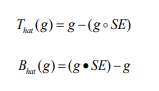 T_hat(g) = g − (g ∘ SE)
B_hat(g) = (g • SE) − g